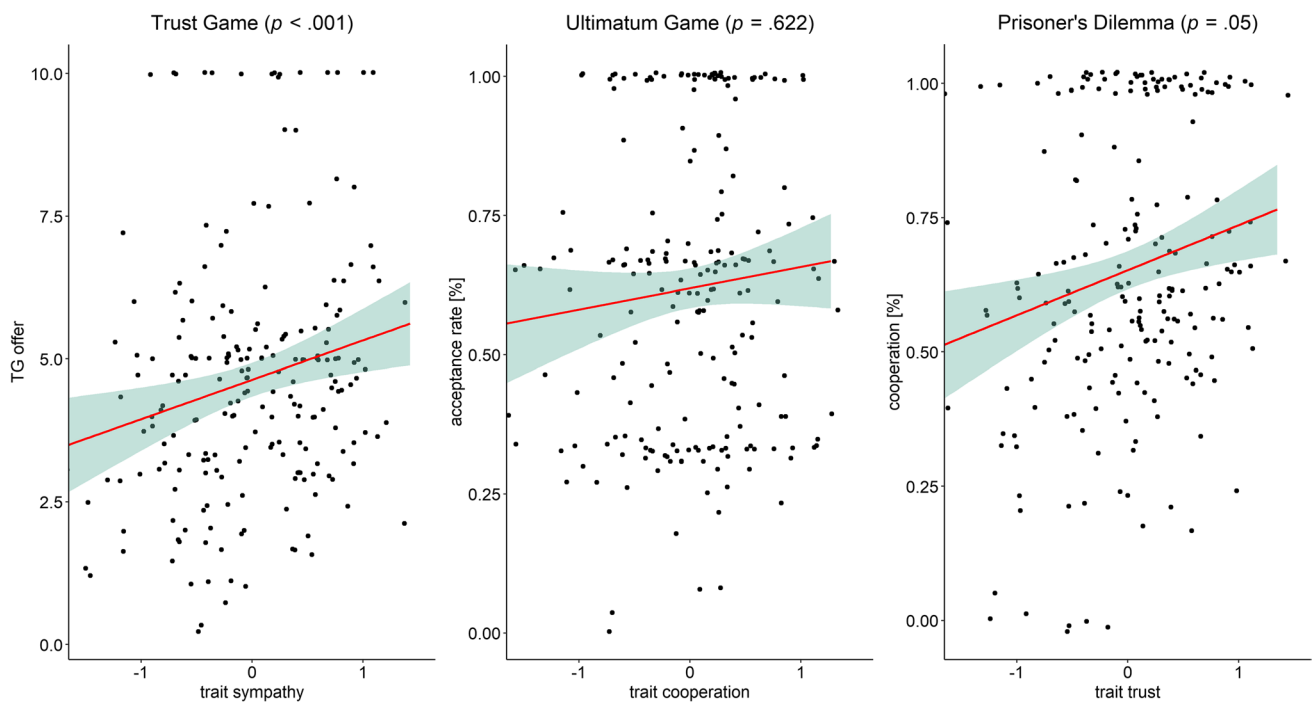 Trust Game (p < .001)
TG offer
10.0
7.5
5.0
2.5
0.0
-1 0 1
trait sympathy
Ultimatum Game (p = .622)
acceptance rate [%]
1.00
0.75
0.50
0.25
0.00
-1 0 1
trait cooperation
Prisoner's Dilemma (p = .05)
cooperation [%]
1.00
0.75
0.50
0.25
0.00
-1 0 1
trait trust